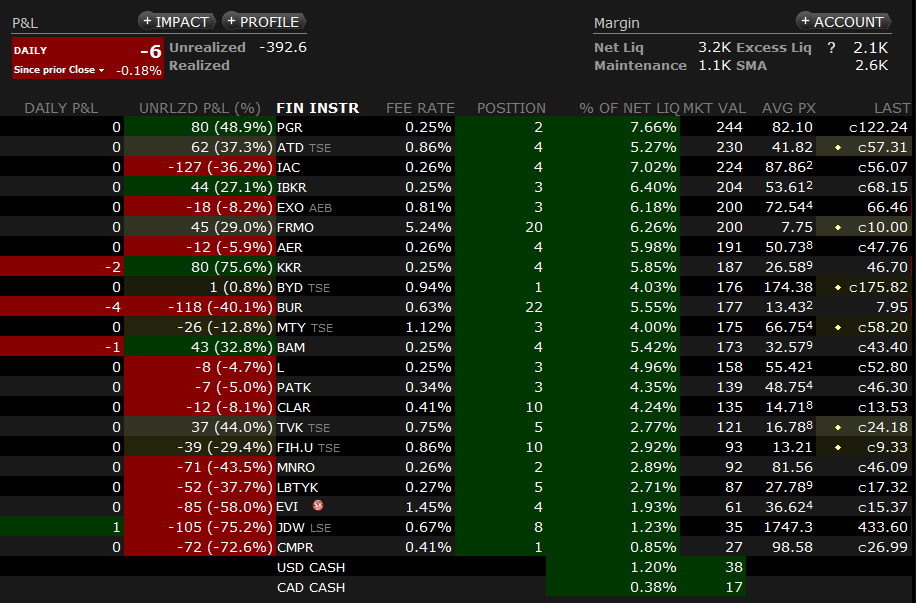 P&L + IMPACT + PROFILE Margin + ACCOUNT
DAILY -6 Unrealized -392.6 Net Liq 3.2K Excess Liq ? 2.1K
Since prior Close -0.18% Realized Maintenance 1.1K SMA 2.6K
DAILY P&L UNRLZD P&L (%) FIN INSTR FEE RATE POSITION % OF NET LIQ MKT VAL AVG PX LAST
0 80 (48.9%) PGR 0.25% 2 7.66% 244 82.10 c122.24
0 62 (37.3%) ATD TSE 0.86% 4 5.27% 230 41.82 c57.31
0 -127 (-36.2%) IAC 0.26% 4 7.02% 224 87.86² c56.07
0 44 (27.1%) IBKR 0.25% 3 6.40% 204 53.61² c68.15
0 -18 (-8.2%) EXO AEB 0.81% 3 6.18% 200 72.54⁴ 66.46
0 45 (29.0%) FRMO 5.24% 20 6.26% 200 7.75 c10.00
0 -12 (-5.9%) AER 0.26% 4 5.98% 191 50.73⁸ c47.76
-2 80 (75.6%) KKR 0.25% 4 5.85% 187 26.58⁹ 46.70
0 1 (0.8%) BYD TSE 0.94% 1 4.03% 176 174.38 c175.82
-4 -118 (-40.1%) BUR 0.63% 22 5.55% 177 13.43² 7.95
0 -26 (-12.8%) MTY TSE 1.12% 3 4.00% 175 66.75⁴ c58.20
-1 43 (32.8%) BAM 0.25% 4 5.42% 173 32.57⁹ c43.40
0 -8 (-4.7%) L 0.25% 3 4.96% 158 55.42¹ c52.80
0 -7 (-5.0%) PATK 0.34% 3 4.35% 139 48.75⁴ c46.30
0 -12 (-8.1%) CLAR 0.41% 10 4.24% 135 14.71⁸ c13.53
0 37 (44.0%) TVK TSE 0.75% 5 2.77% 121 16.78⁸ c24.18
0 -39 (-29.4%) FIH.U TSE 0.86% 10 2.92% 93 13.21 c9.33
0 -71 (-43.5%) MNRO 0.26% 2 2.89% 92 81.56 c46.09
0 -52 (-37.7%) LBTYK 0.27% 5 2.71% 87 27.78⁹ c17.32
0 -85 (-58.0%) EVI 1.45% 4 1.93% 61 36.62⁴ c15.37
1 -105 (-75.2%) JDW LSE 0.67% 8 1.23% 35 1747.3 433.60
0 -72 (-72.6%) CMPR 0.41% 1 0.85% 27 98.58 c26.99
USD CASH 1.20% 38
CAD CASH 0.38% 17